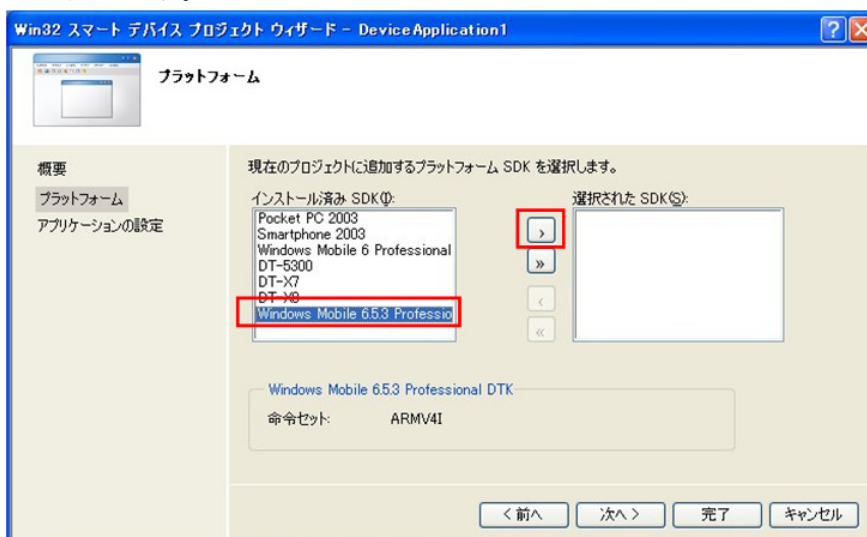 Win32 スマート デバイス プロジェクト ウィザード - DeviceApplication1
プラットフォーム
概要
プラットフォーム
アプリケーションの設定
現在のプロジェクトに追加するプラットフォーム SDK を選択します。
インストール済み SDK(I):
Pocket PC 2003
Smartphone 2003
Windows Mobile 6 Professional
DT-5300
DT-X7
DT-X8
Windows Mobile 6.5.3 Professio
>
»
<
«
選択された SDK(S):
Windows Mobile 6.5.3 Professional DTK
命令セット: ARMV4I
< 前へ
次へ >
完了
キャンセル